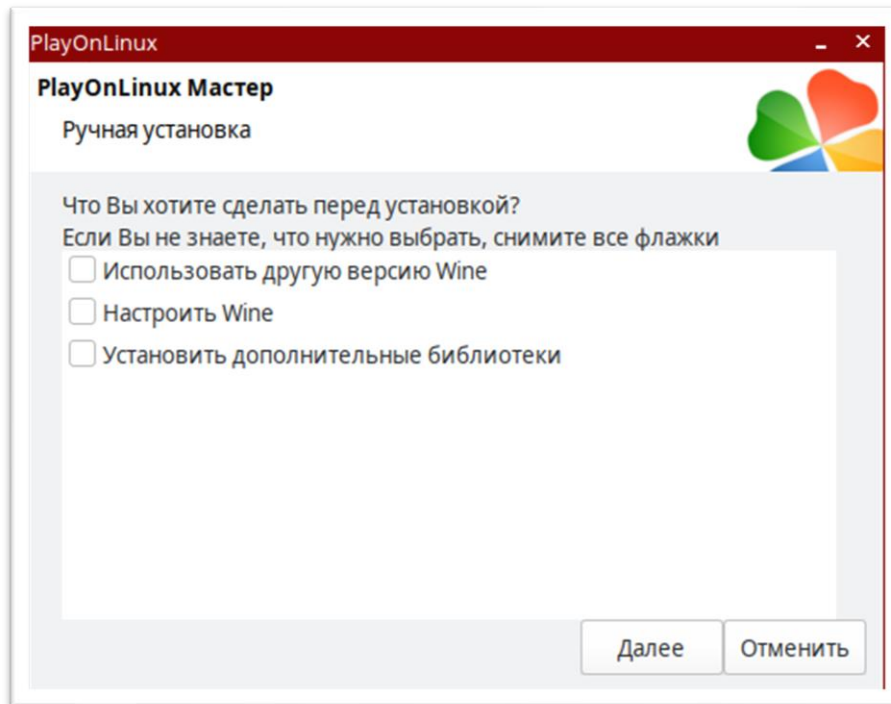 PlayOnLinux
PlayOnLinux Мастер
Ручная установка
Что Вы хотите сделать перед установкой?
Если Вы не знаете, что нужно выбрать, снимите все флажки
Использовать другую версию Wine
Настроить Wine
Установить дополнительные библиотеки
Далее
Отменить